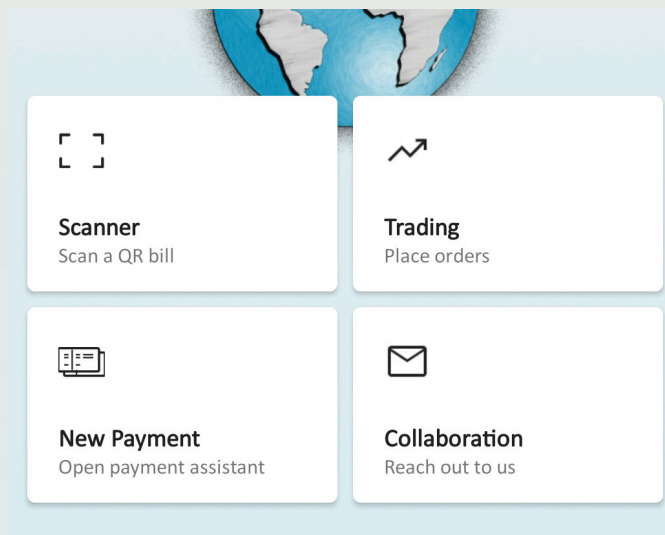 Scanner
Scan a QR bill
Trading
Place orders
New Payment
Open payment assistant
Collaboration
Reach out to us